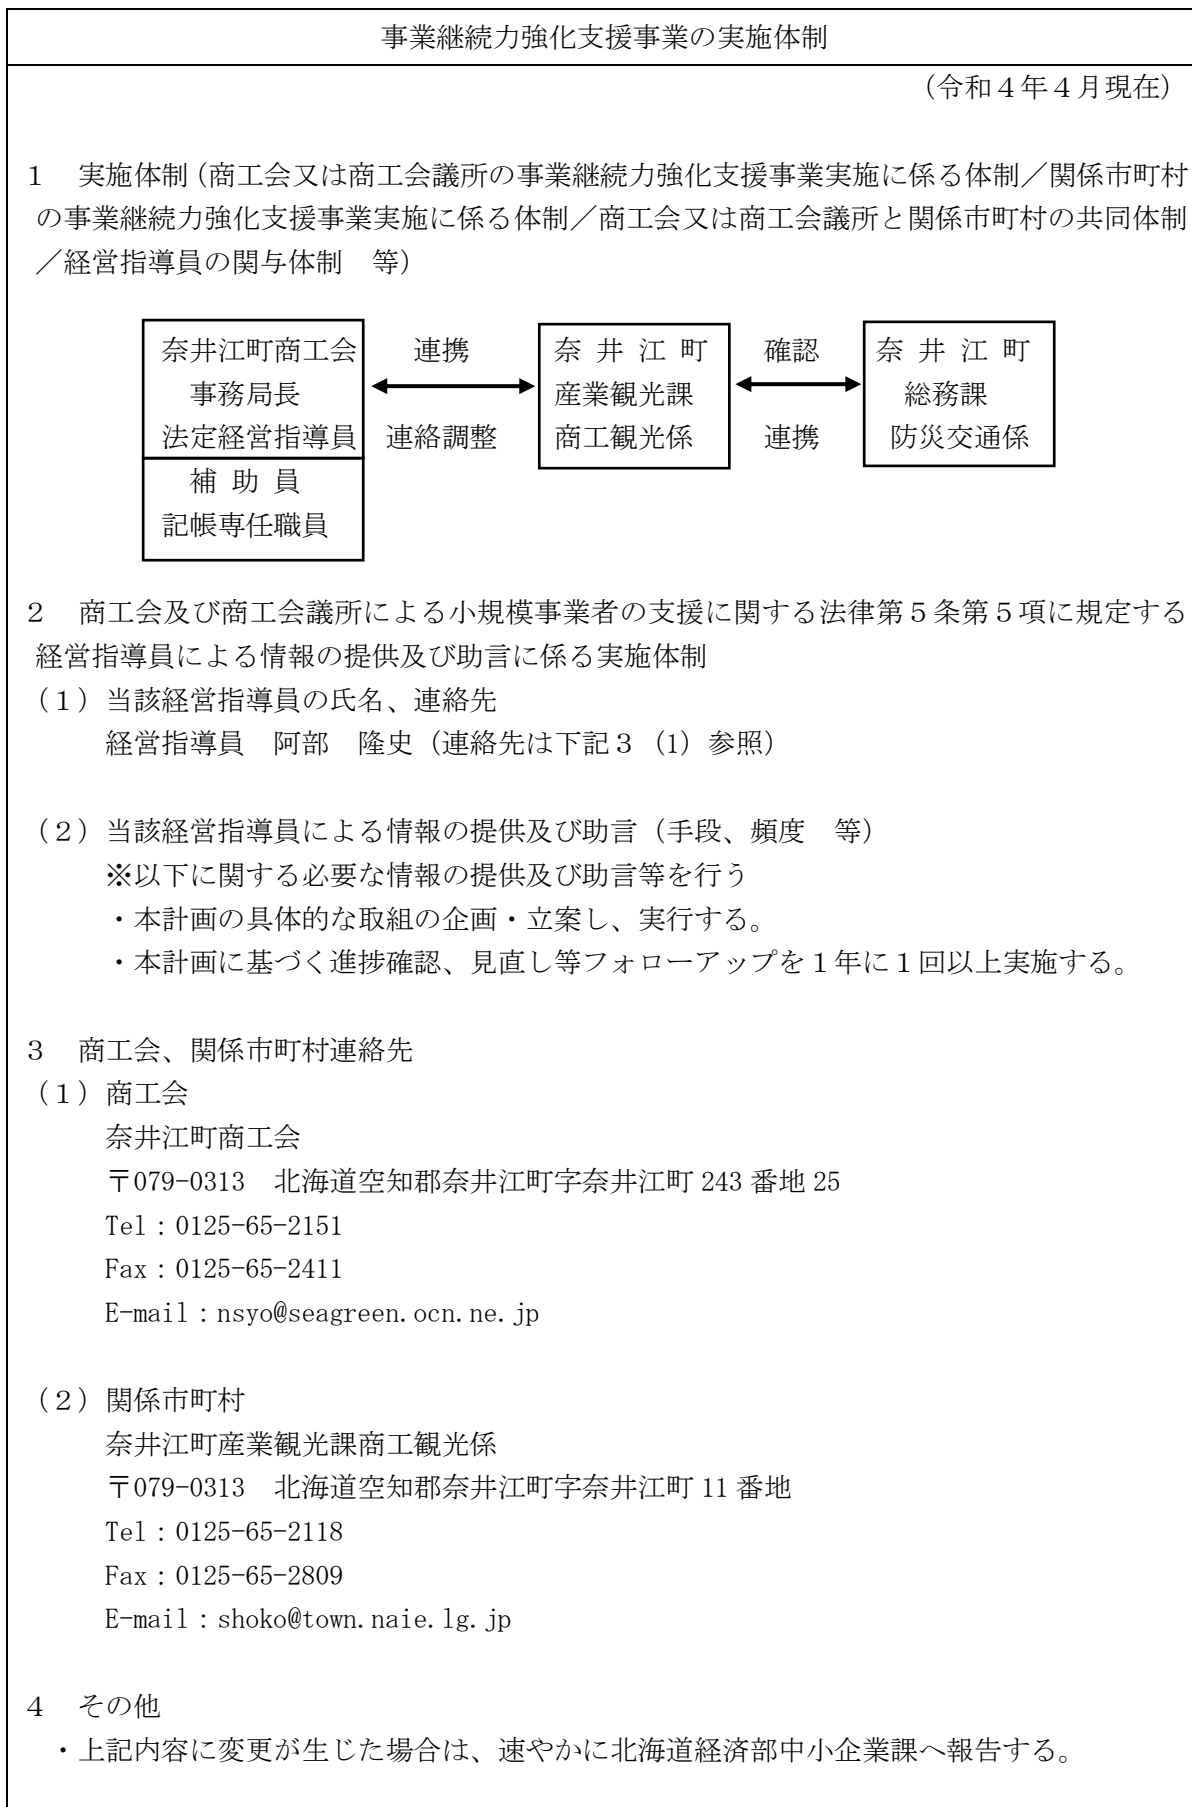 事業継続力強化支援事業の実施体制
（令和４年４月現在）
１　実施体制（商工会又は商工会議所の事業継続力強化支援事業実施に係る体制／関係市町村
の事業継続力強化支援事業実施に係る体制／商工会又は商工会議所と関係市町村の共同体制
／経営指導員の関与体制　等）
奈井江町商工会
事務局長
法定経営指導員
補 助 員
記帳専任職員
連携
連絡調整
奈 井 江 町
産業観光課
商工観光係
確認
連携
奈 井 江 町
総務課
防災交通係
２　商工会及び商工会議所による小規模事業者の支援に関する法律第５条第５項に規定する
経営指導員による情報の提供及び助言に係る実施体制
（１）当該経営指導員の氏名、連絡先
経営指導員　阿部　隆史（連絡先は下記３（1）参照）
（２）当該経営指導員による情報の提供及び助言（手段、頻度　等）
※以下に関する必要な情報の提供及び助言等を行う
・本計画の具体的な取組の企画・立案し、実行する。
・本計画に基づく進捗確認、見直し等フォローアップを１年に１回以上実施する。
３　商工会、関係市町村連絡先
（１）商工会
奈井江町商工会
〒079-0313　北海道空知郡奈井江町字奈井江町 243 番地 25
Tel：0125-65-2151
Fax：0125-65-2411
E-mail：nsyo@seagreen.ocn.ne.jp
（２）関係市町村
奈井江町産業観光課商工観光係
〒079-0313　北海道空知郡奈井江町字奈井江町 11 番地
Tel：0125-65-2118
Fax：0125-65-2809
E-mail：shoko@town.naie.lg.jp
４　その他
・上記内容に変更が生じた場合は、速やかに北海道経済部中小企業課へ報告する。